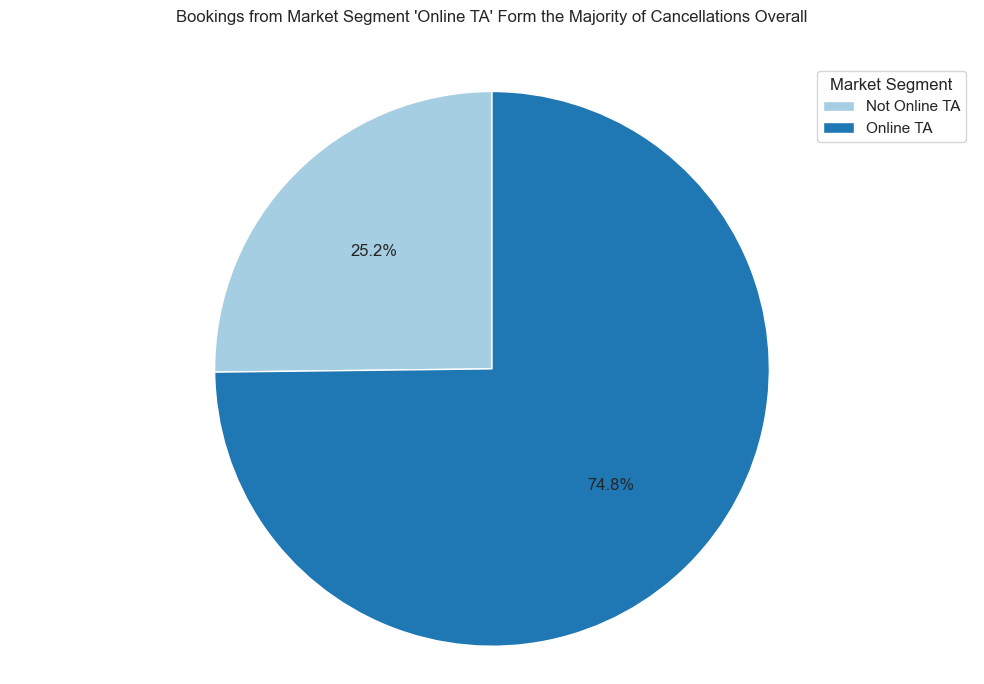 Bookings from Market Segment 'Online TA' Form the Majority of Cancellations Overall
Market Segment
Not Online TA
Online TA
25.2%
74.8%